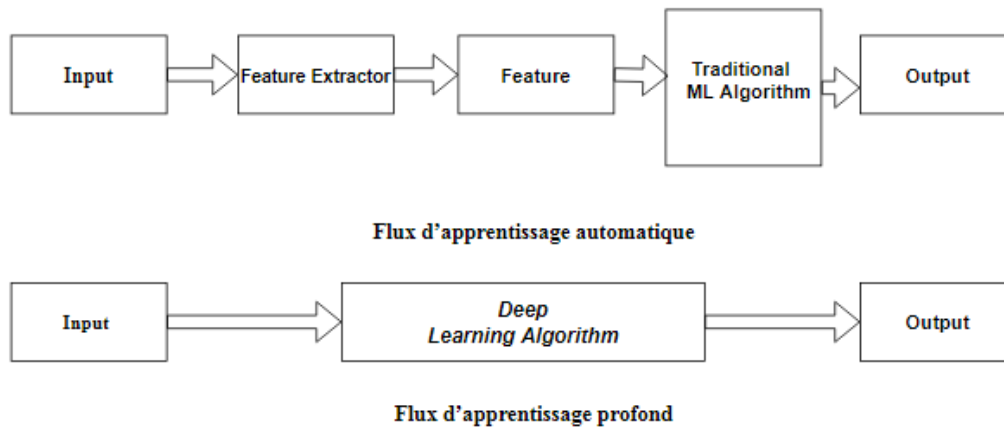 Input
Feature Extractor
Feature
Traditional
ML Algorithm
Output
Flux d’apprentissage automatique
Input
Deep
Learning Algorithm
Output
Flux d’apprentissage profond